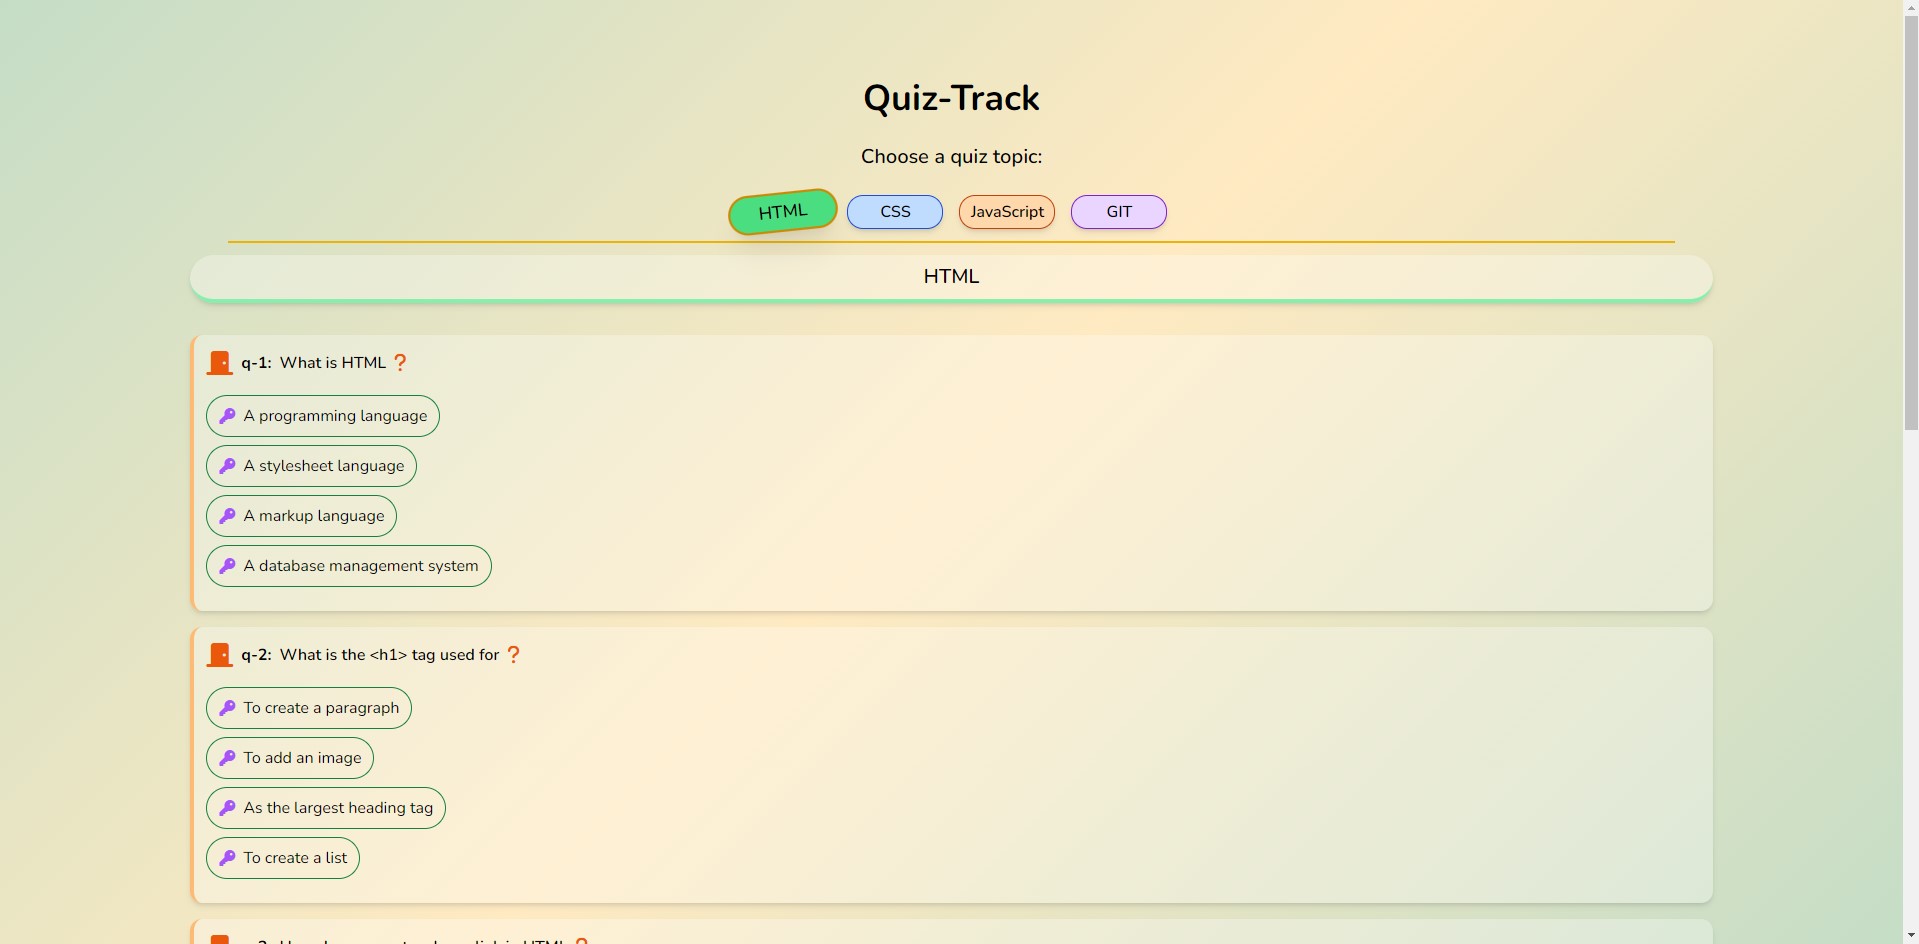 Quiz-Track
Choose a quiz topic:
HTML CSS JavaScript GIT
HTML
q-1: What is HTML ?
A programming language
A stylesheet language
A markup language
A database management system
q-2: What is the <h1> tag used for ?
To create a paragraph
To add an image
As the largest heading tag
To create a list